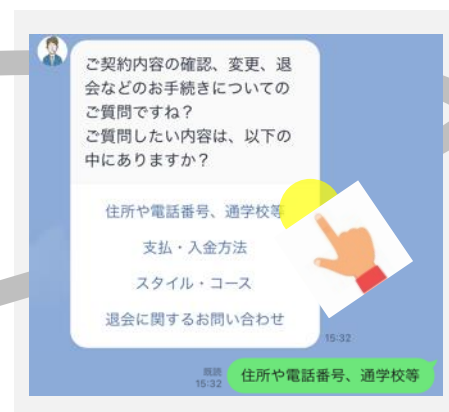 ご契約内容の確認、変更、退
会などのお手続きについての
ご質問ですね？
ご質問したい内容は、以下の
中にありますか？
住所や電話番号、通学校等
支払・入金方法
スタイル・コース
退会に関するお問い合わせ
15:32
既読
15:32
住所や電話番号、通学校等